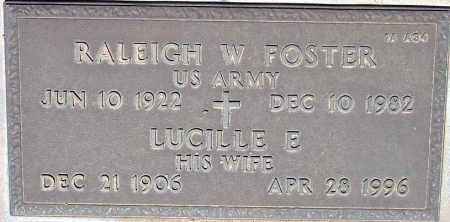 RALEIGH W FOSTER
US ARMY
JUN 10 1922 DEC 10 1982
LUCILLE E
HIS WIFE
DEC 21 1906 APR 28 1996